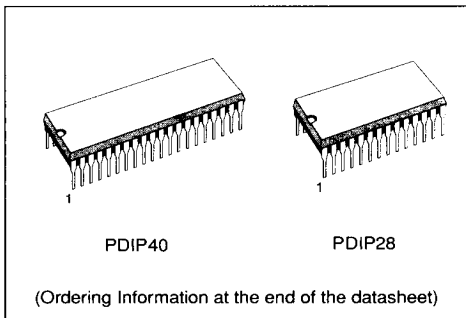 1
1
PDIP40
PDIP28
(Ordering Information at the end of the datasheet)